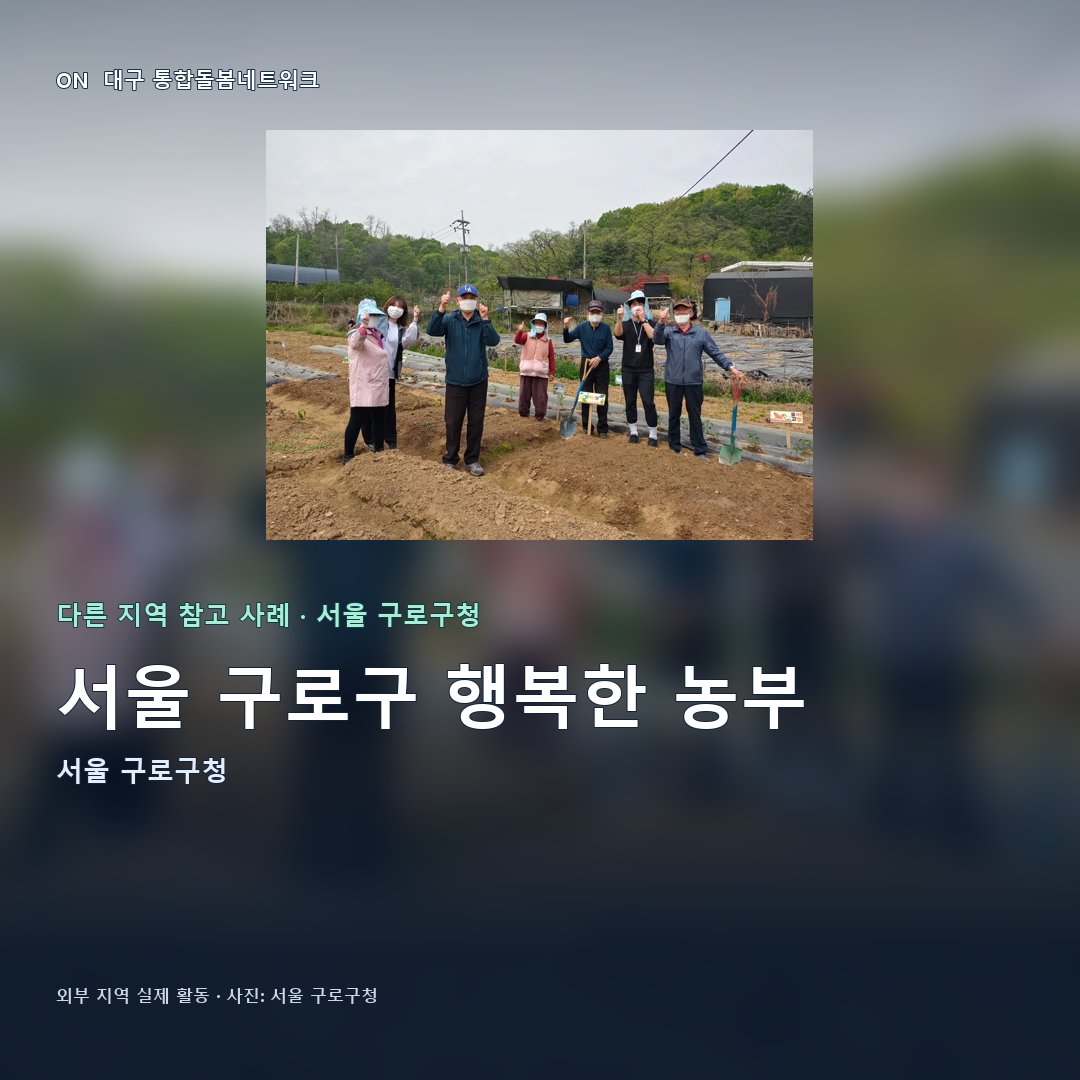 ON 대구 통합돌봄네트워크
다른 지역 참고 사례 · 서울 구로구청
서울 구로구 행복한 농부
서울 구로구청
외부 지역 실제 활동 · 사진: 서울 구로구청